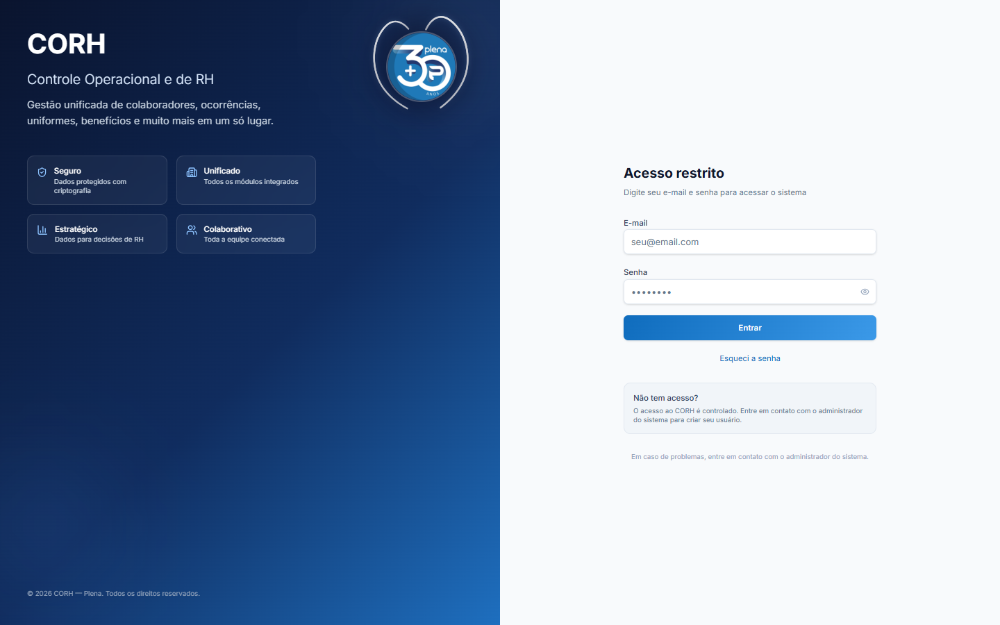 CORH
Controle Operacional e de RH
Gestão unificada de colaboradores, ocorrências,
uniformes, benefícios e muito mais em um só lugar.
plena
+30
ANOS
Seguro
Dados protegidos com
criptografia
Unificado
Todos os módulos integrados
Estratégico
Dados para decisões de RH
Colaborativo
Toda a equipe conectada
© 2026 CORH — Plena. Todos os direitos reservados.
Acesso restrito
Digite seu e-mail e senha para acessar o sistema
E-mail
seu@email.com
Senha
••••••••
Entrar
Esqueci a senha
Não tem acesso?
O acesso ao CORH é controlado. Entre em contato com o administrador
do sistema para criar seu usuário.
Em caso de problemas, entre em contato com o administrador do sistema.